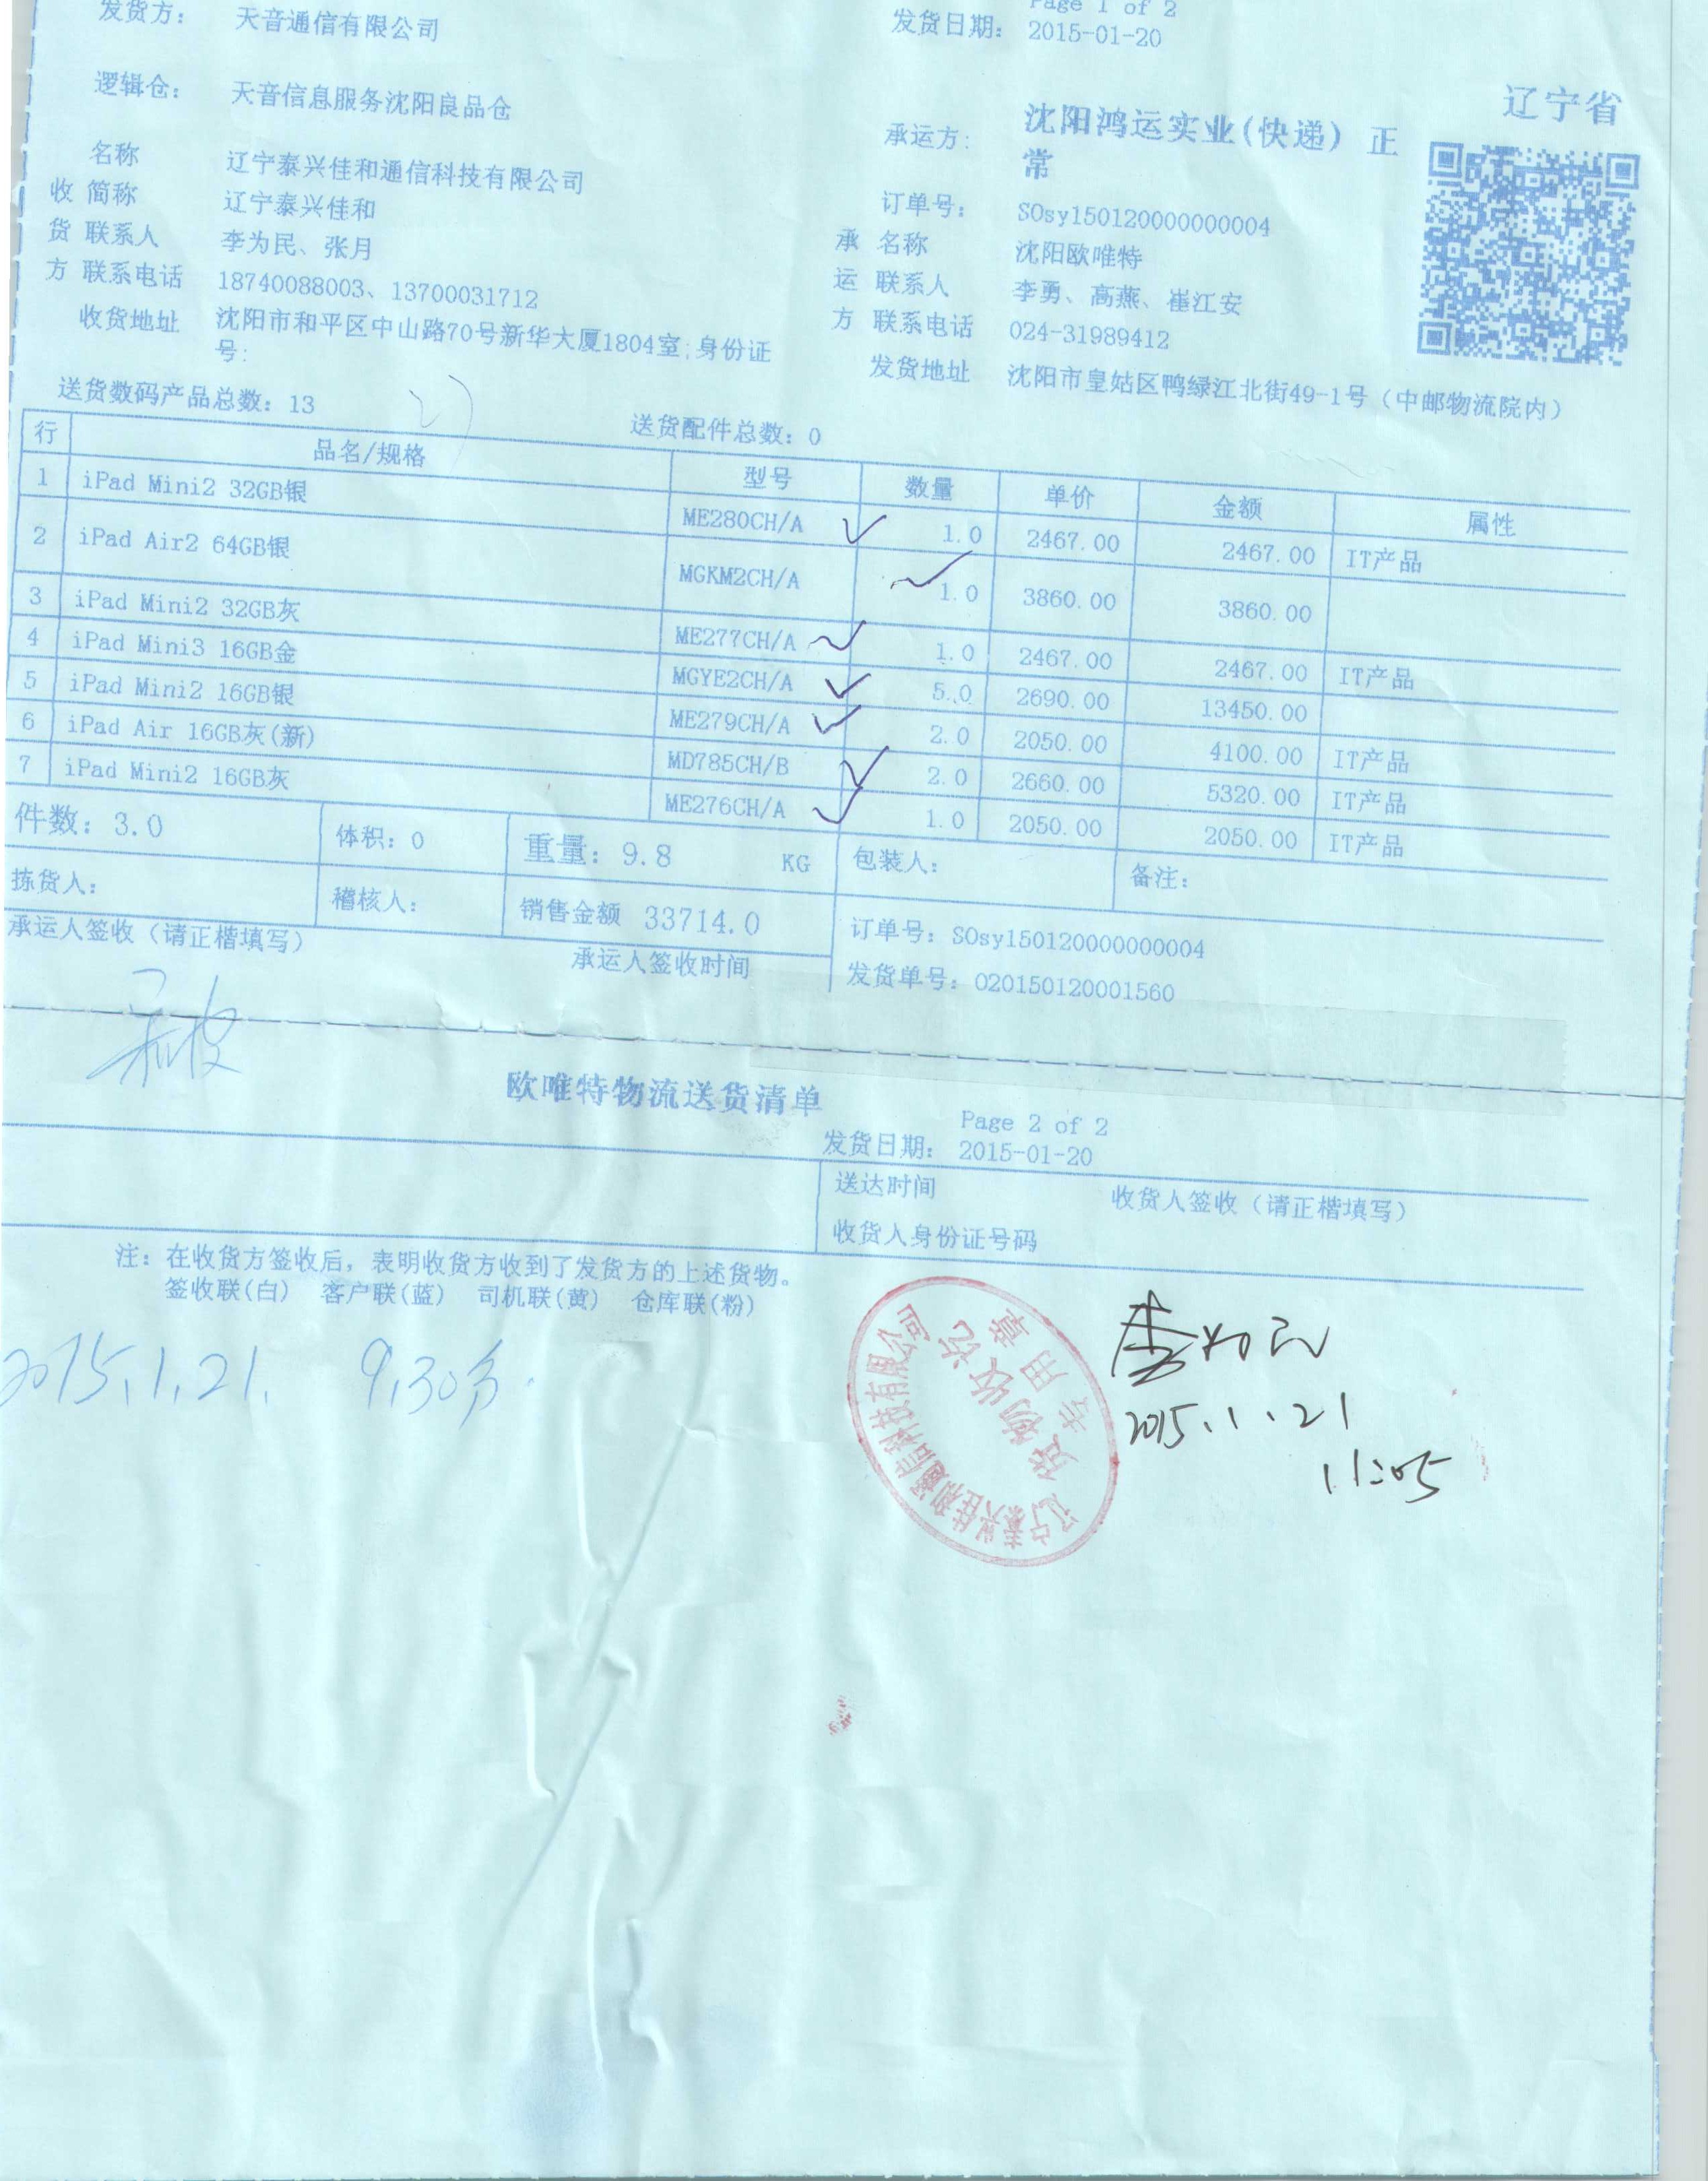 Page 1 of 2
发货方： 天音通信有限公司 发货日期： 2015-01-20
逻辑仓： 天音信息服务沈阳良品仓
辽宁省
承运方： 沈阳鸿运实业(快递) 正常
名称 辽宁泰兴佳和通信科技有限公司
收 简称 辽宁泰兴佳和
货 联系人 李为民、张月
方 联系电话 18740088003、13700031712
收货地址 沈阳市和平区中山路70号新华大厦1804室;身份证
号:
订单号： SOsy150120000000004
承 名称 沈阳欧唯特
运 联系人 李勇、高燕、崔江安
方 联系电话 024-31989412
发货地址 沈阳市皇姑区鸭绿江北街49-1号（中邮物流院内）
送货数码产品总数：13 送货配件总数：0
行 品名/规格 型号 数量 单价 金额 属性
1 iPad Mini2 32GB银 ME280CH/A 1.0 2467.00 2467.00 IT产品
2 iPad Air2 64GB银 MGKM2CH/A 1.0 3860.00 3860.00
3 iPad Mini2 32GB灰 ME277CH/A 1.0 2467.00 2467.00 IT产品
4 iPad Mini3 16GB金 MGYE2CH/A 5.0 2690.00 13450.00
5 iPad Mini2 16GB银 ME279CH/A 2.0 2050.00 4100.00 IT产品
6 iPad Air 16GB灰(新) MD785CH/B 2.0 2660.00 5320.00 IT产品
7 iPad Mini2 16GB灰 ME276CH/A 1.0 2050.00 2050.00 IT产品
件数：3.0 体积：0 重量：9.8 KG 包装人： 备注：
拣货人： 稽核人： 销售金额 33714.0
订单号：SOsy150120000000004
承运人签收（请正楷填写） 承运人签收时间
发货单号：020150120001560
欧唯特物流送货清单
Page 2 of 2
发货日期： 2015-01-20
送达时间 收货人签收（请正楷填写）
收货人身份证号码
注：在收货方签收后，表明收货方收到了发货方的上述货物。
签收联(白) 客户联(蓝) 司机联(黄) 仓库联(粉)
2015.1.21. 9.30分.
辽宁泰兴佳和通信科技有限公司
货物收讫
专用章
李为民
2015.1.21
11:05